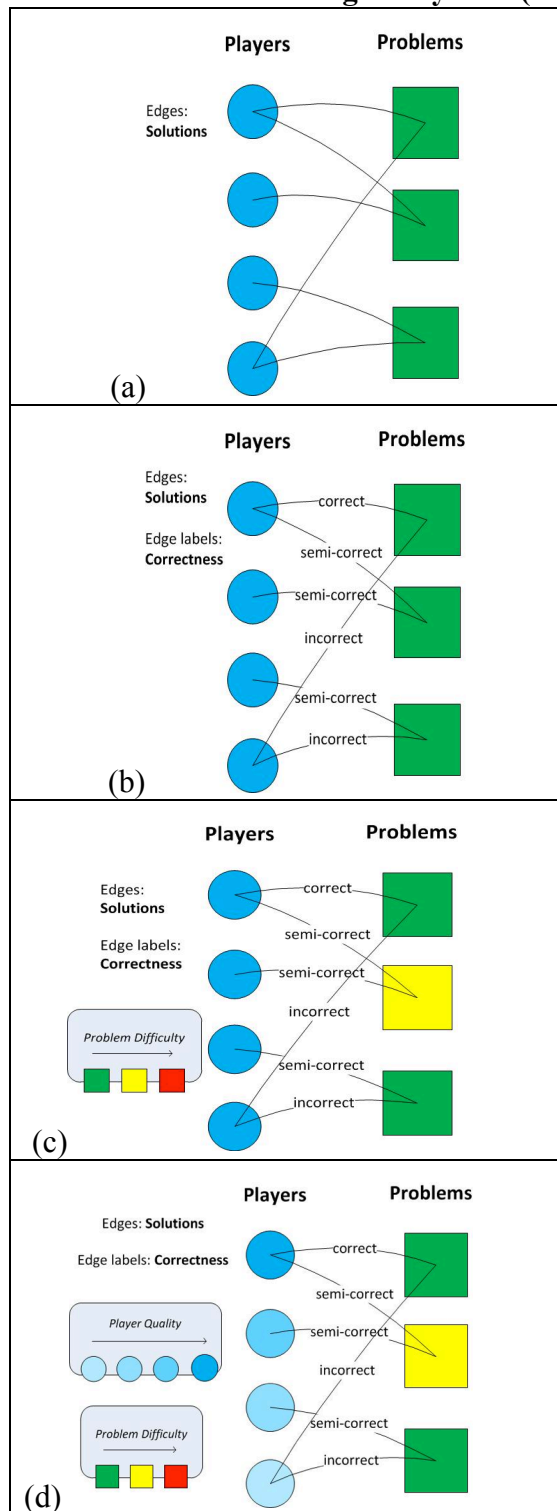 Players Problems
Edges:
Solutions
(a)
Players Problems
Edges:
Solutions
correct
Edge labels:
Correctness
semi-correct
semi-correct
incorrect
semi-correct
incorrect
(b)
Players Problems
Edges:
Solutions
correct
Edge labels:
Correctness
semi-correct
semi-correct
incorrect
Problem Difficulty
semi-correct
incorrect
(c)
Players Problems
Edges: Solutions
correct
Edge labels: Correctness
semi-correct
Player Quality
semi-correct
incorrect
Problem Difficulty
semi-correct
incorrect
(d)